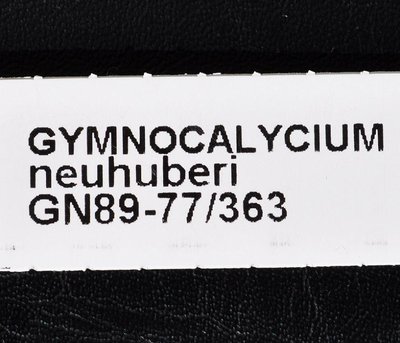 GYMNOCALYCIUM
neuhuberi
GN89-77/363